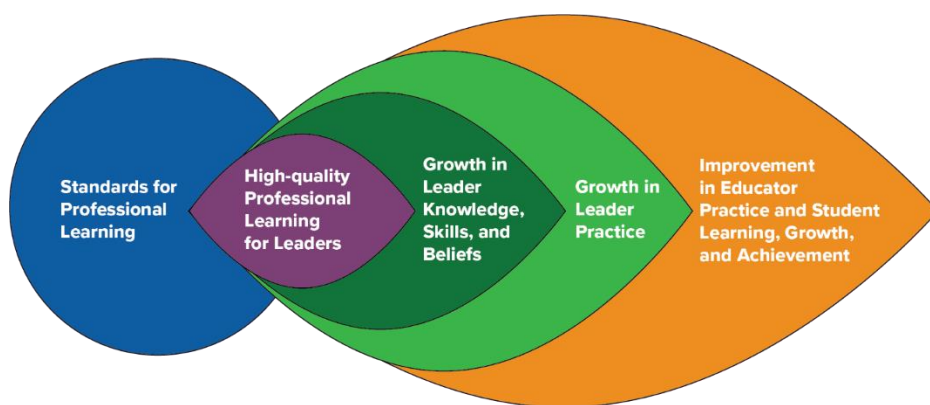 Standards for
Professional
Learning
High-quality
Professional
Learning
for Leaders
Growth in
Leader
Knowledge,
Skills, and
Beliefs
Growth in
Leader
Practice
Improvement
in Educator
Practice and Student
Learning, Growth,
and Achievement